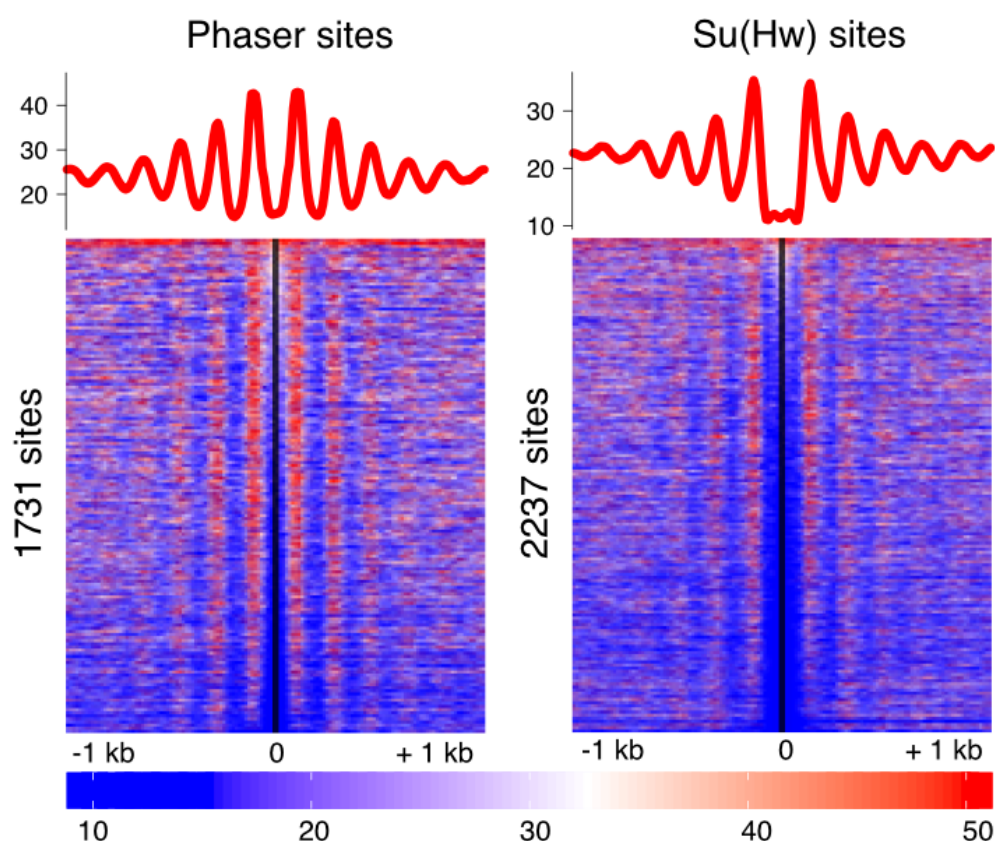 Phaser sites
Su(Hw) sites
40
30
20
30
20
10
1731 sites
2237 sites
-1 kb 0 + 1 kb
-1 kb 0 + 1 kb
10 20 30 40 50